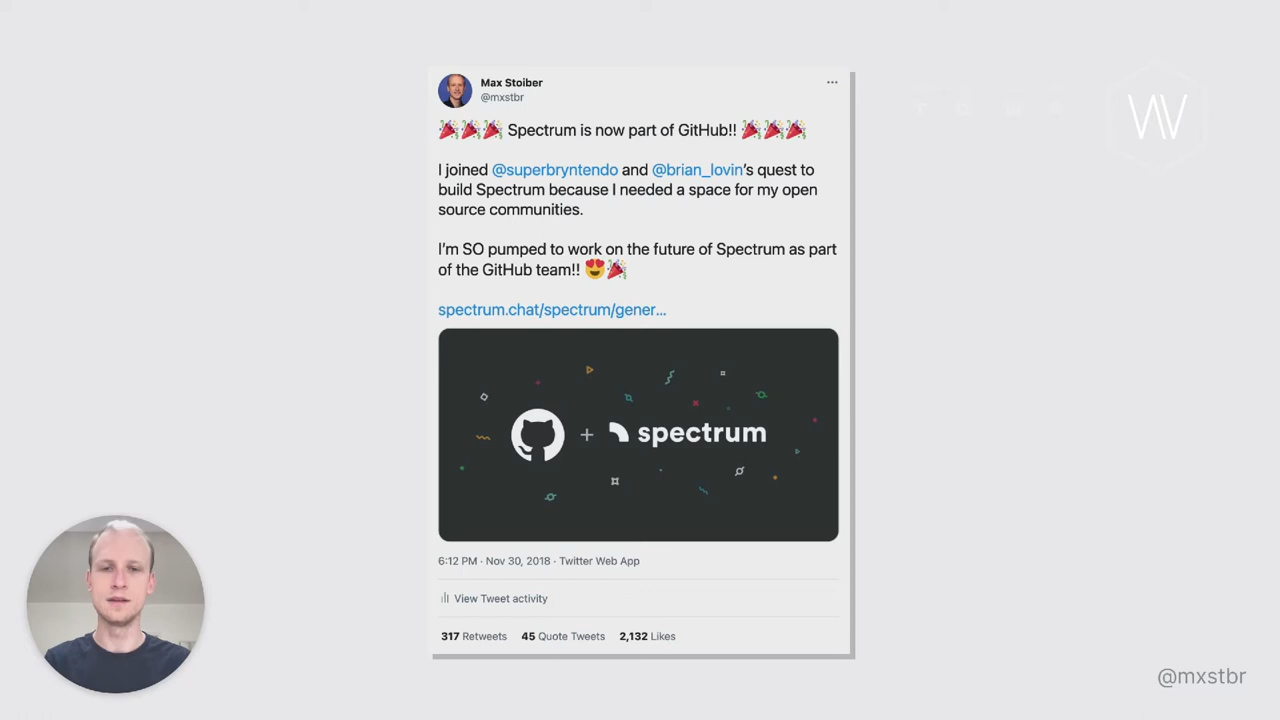 Max Stoiber
@mxstbr
🎉🎉🎉 Spectrum is now part of GitHub!! 🎉🎉🎉
I joined @superbryntendo and @brian_lovin's quest to
build Spectrum because I needed a space for my open
source communities.
I'm SO pumped to work on the future of Spectrum as part
of the GitHub team!! 😍🎉
spectrum.chat/spectrum/gener...
+ spectrum
6:12 PM · Nov 30, 2018 · Twitter Web App
View Tweet activity
317 Retweets 45 Quote Tweets 2,132 Likes
@mxstbr